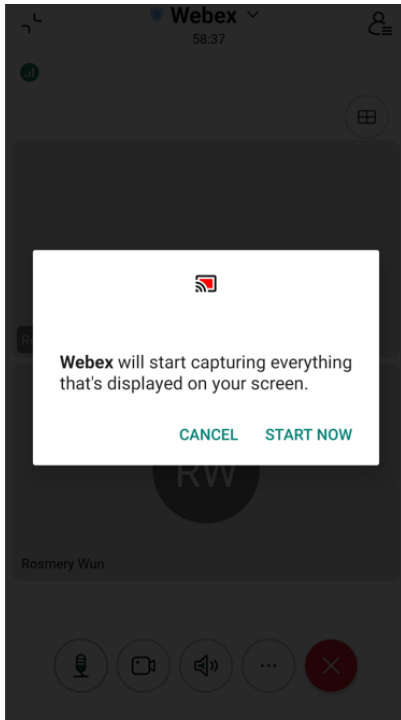 Webex
58:37
Webex will start capturing everything
that's displayed on your screen.
CANCEL START NOW
RW
Rosmery Wun